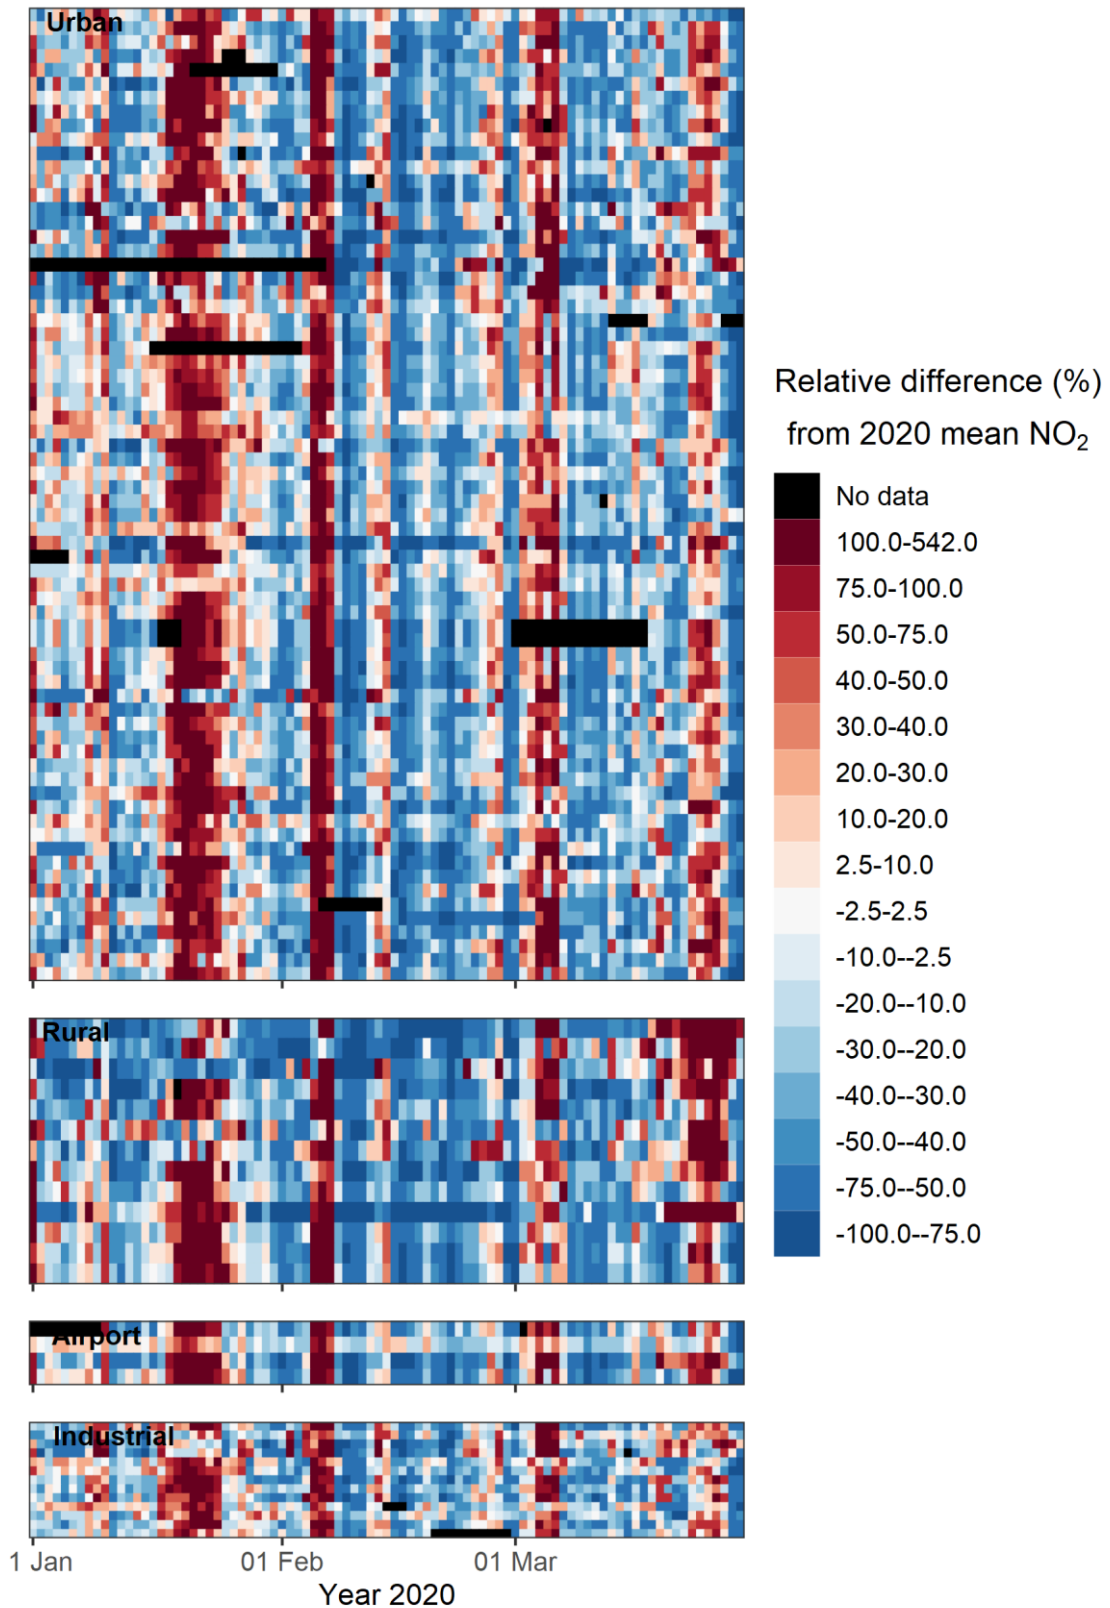 Urban
Relative difference (%)
from 2020 mean NO₂
No data
100.0-542.0
75.0-100.0
50.0-75.0
40.0-50.0
30.0-40.0
20.0-30.0
10.0-20.0
2.5-10.0
-2.5-2.5
-10.0--2.5
-20.0--10.0
-30.0--20.0
-40.0--30.0
-50.0--40.0
-75.0--50.0
-100.0--75.0
Rural
Airport
Industrial
1 Jan 01 Feb 01 Mar
Year 2020